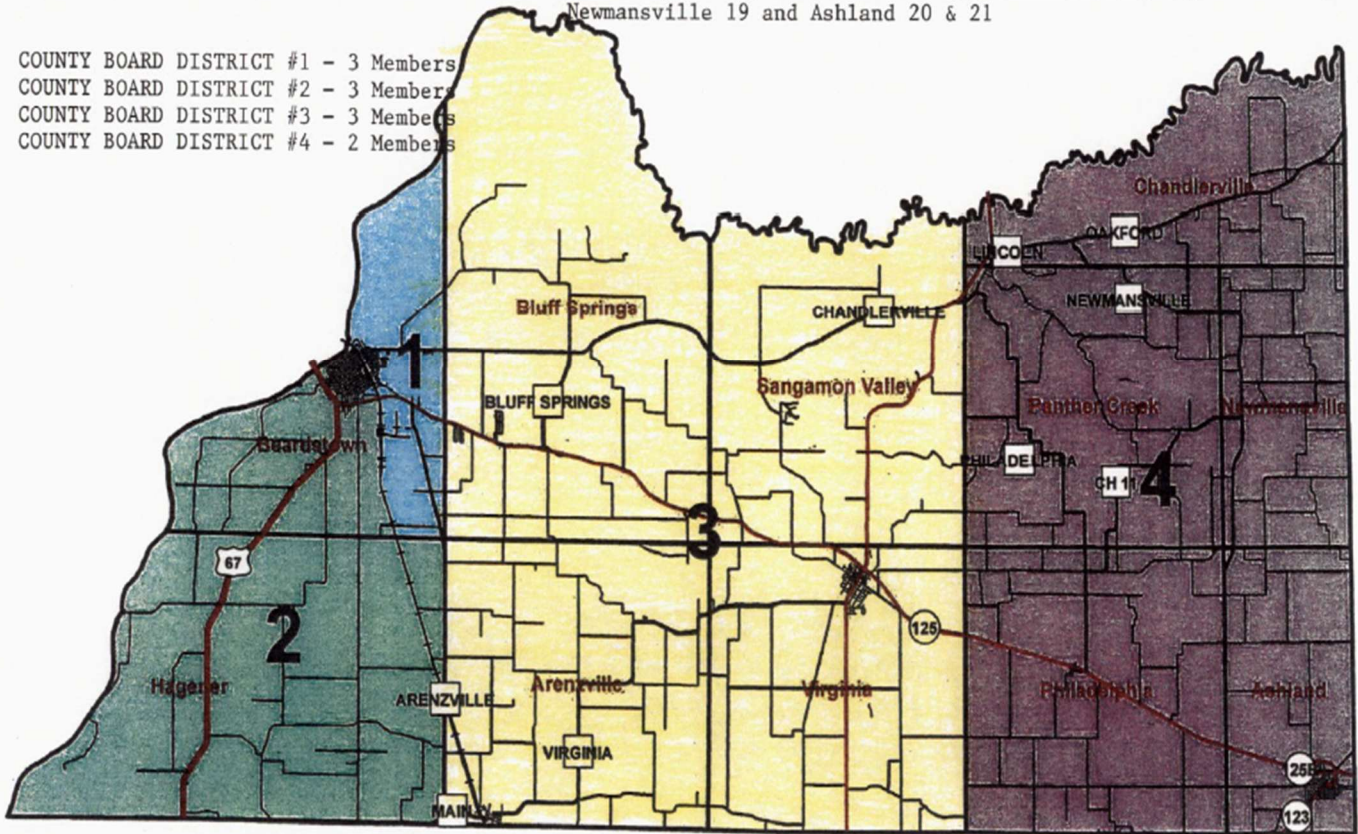 Newmansville 19 and Ashland 20 & 21
COUNTY BOARD DISTRICT #1 - 3 Members
COUNTY BOARD DISTRICT #2 - 3 Members
COUNTY BOARD DISTRICT #3 - 3 Members
COUNTY BOARD DISTRICT #4 - 2 Members
Chandlerville
OAKFORD
LINCOLN
NEWMANSVILLE
Bluff Springs
CHANDLERVILLE
1
Sangamon Valley
BLUFF SPRINGS
Panther Creek
Newmansville
Beardstown
PHILADELPHIA
CH 11
4
3
67
125
2
Hagener
ARENZVILLE
Arenzville
Virginia
Philadelphia
Ashland
VIRGINIA
MAIN
123